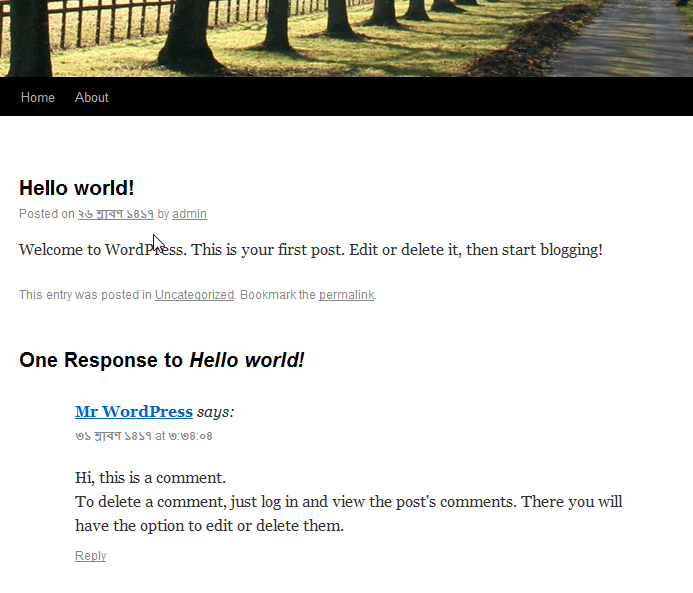 Home About
Hello world!
Posted on ২৬ শ্রাবণ ১৪১৭ by admin
Welcome to WordPress. This is your first post. Edit or delete it, then start blogging!
This entry was posted in Uncategorized. Bookmark the permalink.
One Response to Hello world!
Mr WordPress says:
৩১ শ্রাবণ ১৪১৭ at ৩:৩৪:০৪
Hi, this is a comment.
To delete a comment, just log in and view the post's comments. There you will
have the option to edit or delete them.
Reply